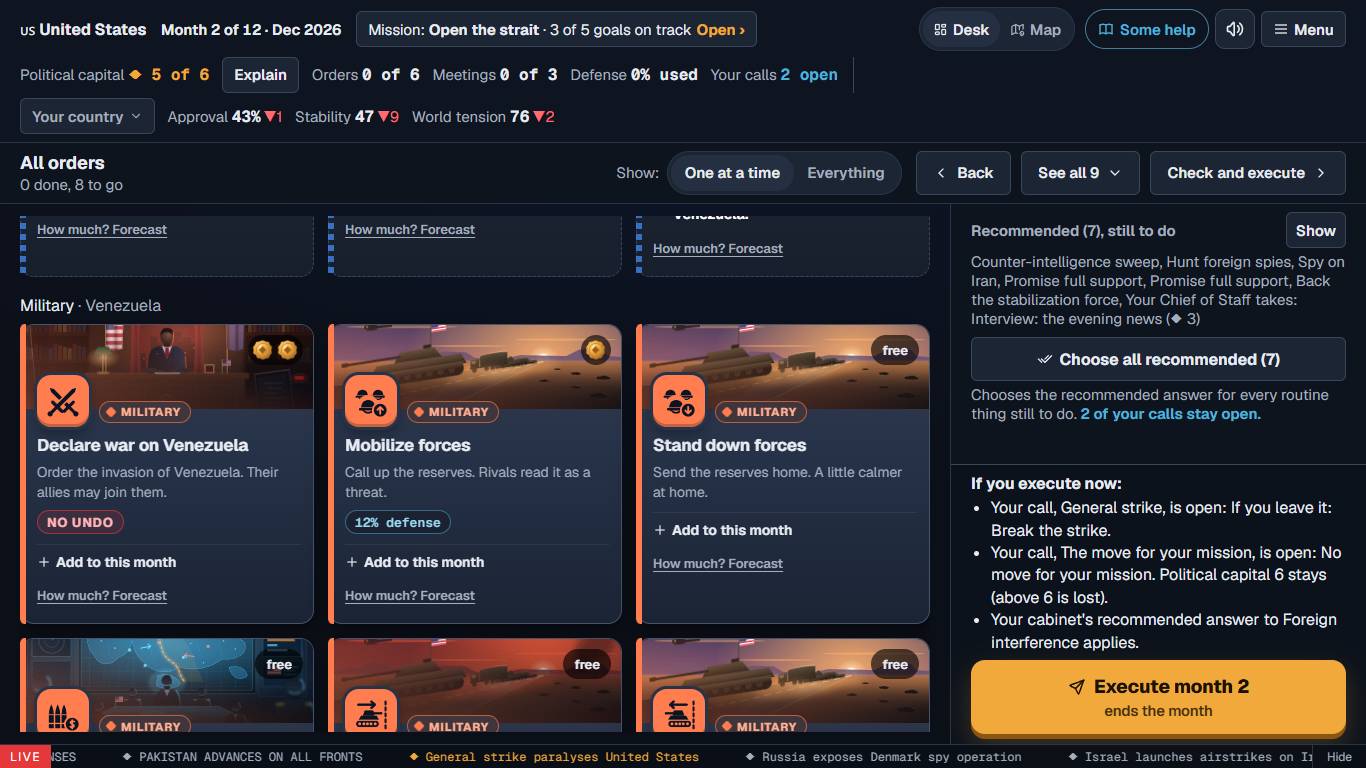 US United States Month 2 of 12 · Dec 2026 Mission: Open the strait · 3 of 5 goals on track Open › Desk Map Some help Menu
Political capital ◆ 5 of 6 Explain Orders 0 of 6 Meetings 0 of 3 Defense 0% used Your calls 2 open
Your country Approval 43% ▼1 Stability 47 ▼9 World tension 76 ▼2
All orders
0 done, 8 to go
Show: One at a time Everything Back See all 9 Check and execute
Venezuela.
How much? Forecast How much? Forecast How much? Forecast
Military · Venezuela
◆ MILITARY
Declare war on Venezuela
Order the invasion of Venezuela. Their
allies may join them.
NO UNDO
+ Add to this month
How much? Forecast
◆ MILITARY
Mobilize forces
Call up the reserves. Rivals read it as a
threat.
12% defense
+ Add to this month
How much? Forecast
free
◆ MILITARY
Stand down forces
Send the reserves home. A little calmer
at home.
+ Add to this month
How much? Forecast
free
◆ MILITARY
free
◆ MILITARY
free
◆ MILITARY
Recommended (7), still to do Show
Counter-intelligence sweep, Hunt foreign spies, Spy on
Iran, Promise full support, Promise full support, Back
the stabilization force, Your Chief of Staff takes:
Interview: the evening news (◆ 3)
Choose all recommended (7)
Chooses the recommended answer for every routine
thing still to do. 2 of your calls stay open.
If you execute now:
• Your call, General strike, is open: If you leave it:
Break the strike.
• Your call, The move for your mission, is open: No
move for your mission. Political capital 6 stays
(above 6 is lost).
• Your cabinet's recommended answer to Foreign
interference applies.
Execute month 2
ends the month
LIVE NSES ◆ PAKISTAN ADVANCES ON ALL FRONTS ◆ General strike paralyses United States ◆ Russia exposes Denmark spy operation ◆ Israel launches airstrikes on Hide